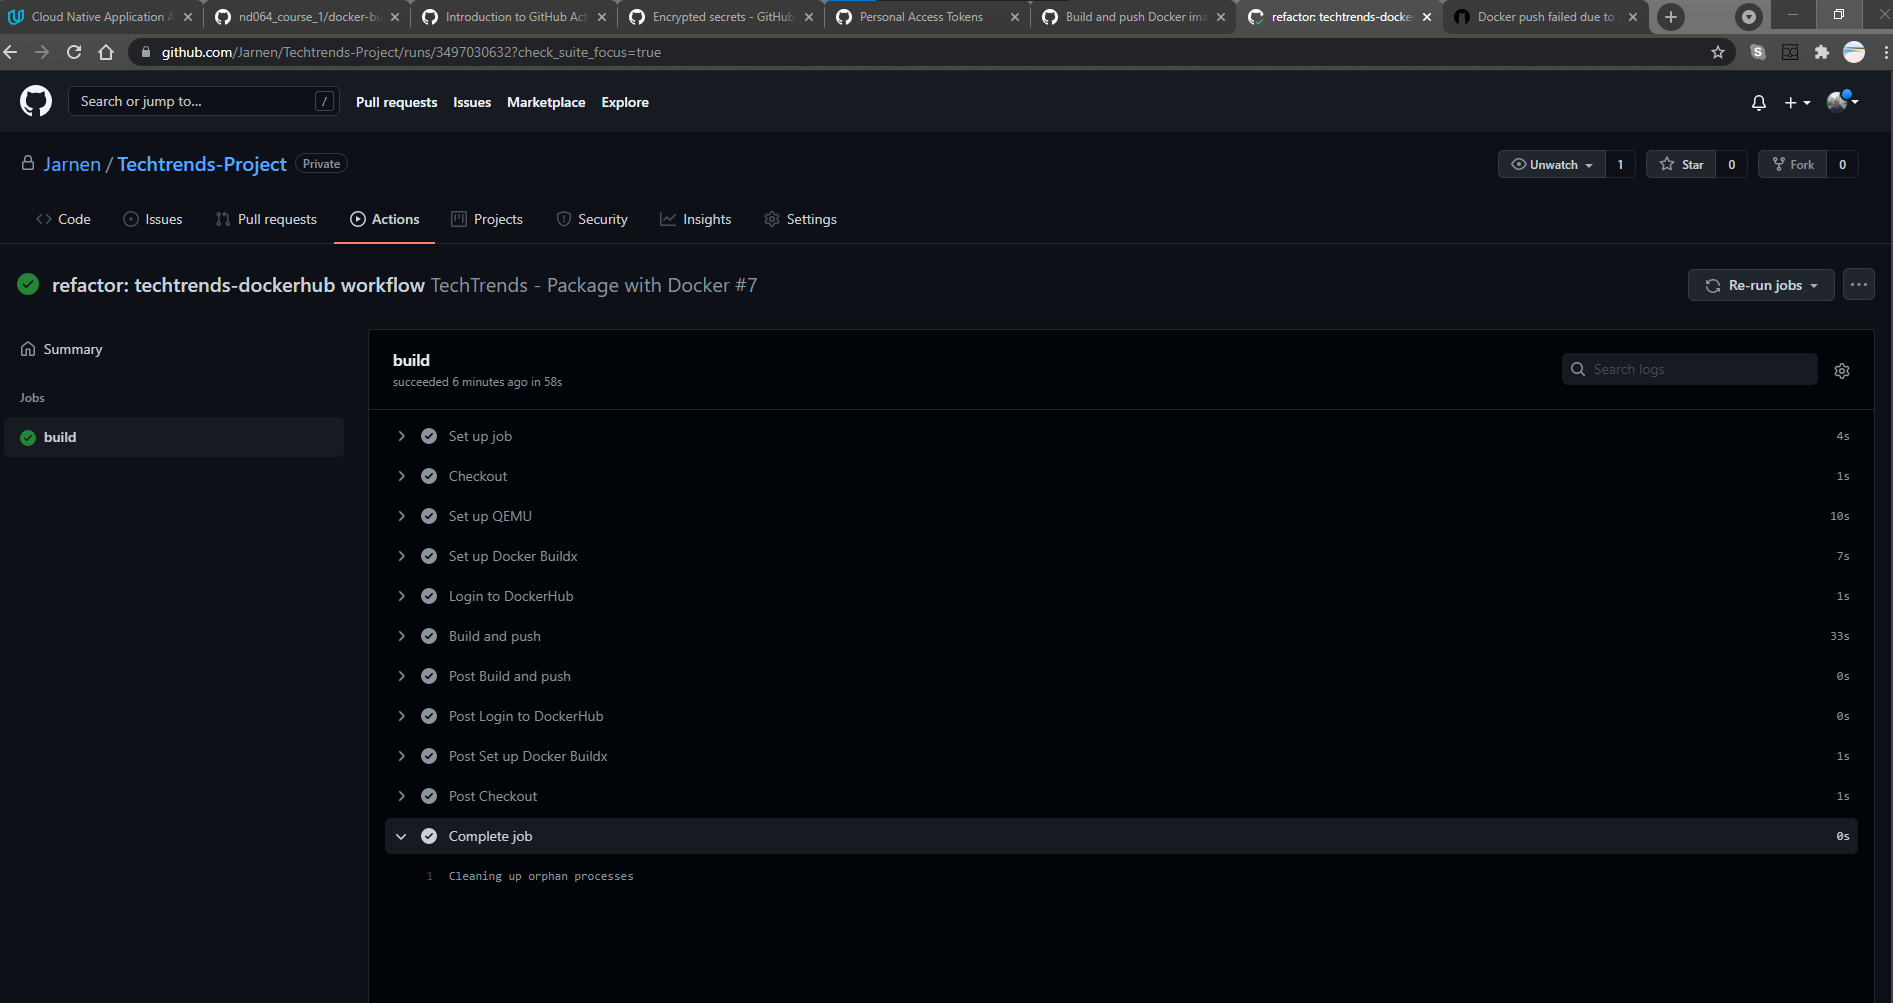 Cloud Native Application A
nd064_course_1/docker-bu
Introduction to GitHub Act
Encrypted secrets - GitHub
Personal Access Tokens
Build and push Docker ima
refactor: techtrends-docker
Docker push failed due to
github.com/Jarnen/Techtrends-Project/runs/3497030632?check_suite_focus=true
Search or jump to... /
Pull requests
Issues
Marketplace
Explore
Jarnen / Techtrends-Project Private
Unwatch 1
Star 0
Fork 0
Code
Issues
Pull requests
Actions
Projects
Security
Insights
Settings
refactor: techtrends-dockerhub workflow TechTrends - Package with Docker #7
Re-run jobs
Summary
Jobs
build
build
succeeded 6 minutes ago in 58s
Search logs
Set up job 4s
Checkout 1s
Set up QEMU 10s
Set up Docker Buildx 7s
Login to DockerHub 1s
Build and push 33s
Post Build and push 0s
Post Login to DockerHub 0s
Post Set up Docker Buildx 1s
Post Checkout 1s
Complete job 0s
1 Cleaning up orphan processes